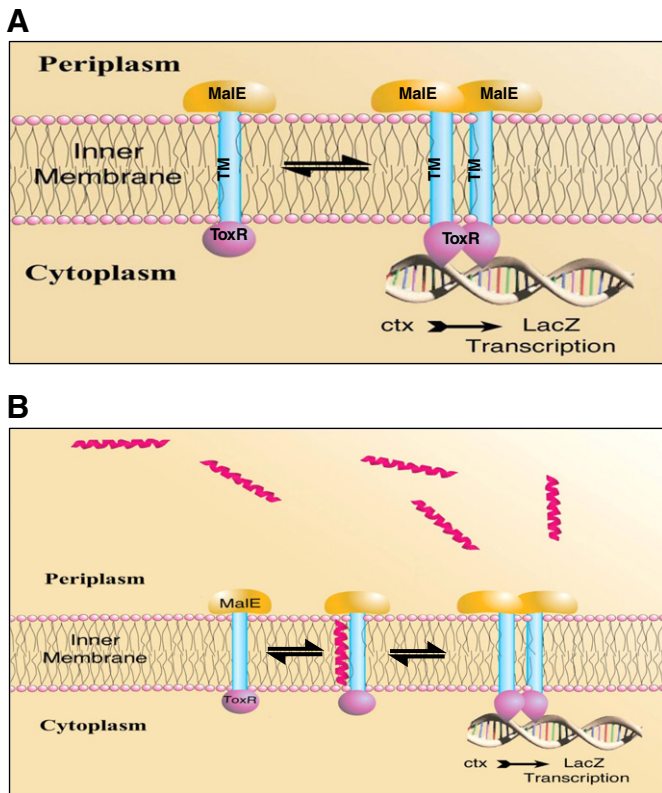 A
Periplasm
MalE
MalE
MalE
Inner
Membrane
TM
TM
TM
ToxR
ToxR
Cytoplasm
ctx
LacZ
Transcription
B
Periplasm
MalE
Inner
Membrane
ToxR
Cytoplasm
ctx
LacZ
Transcription